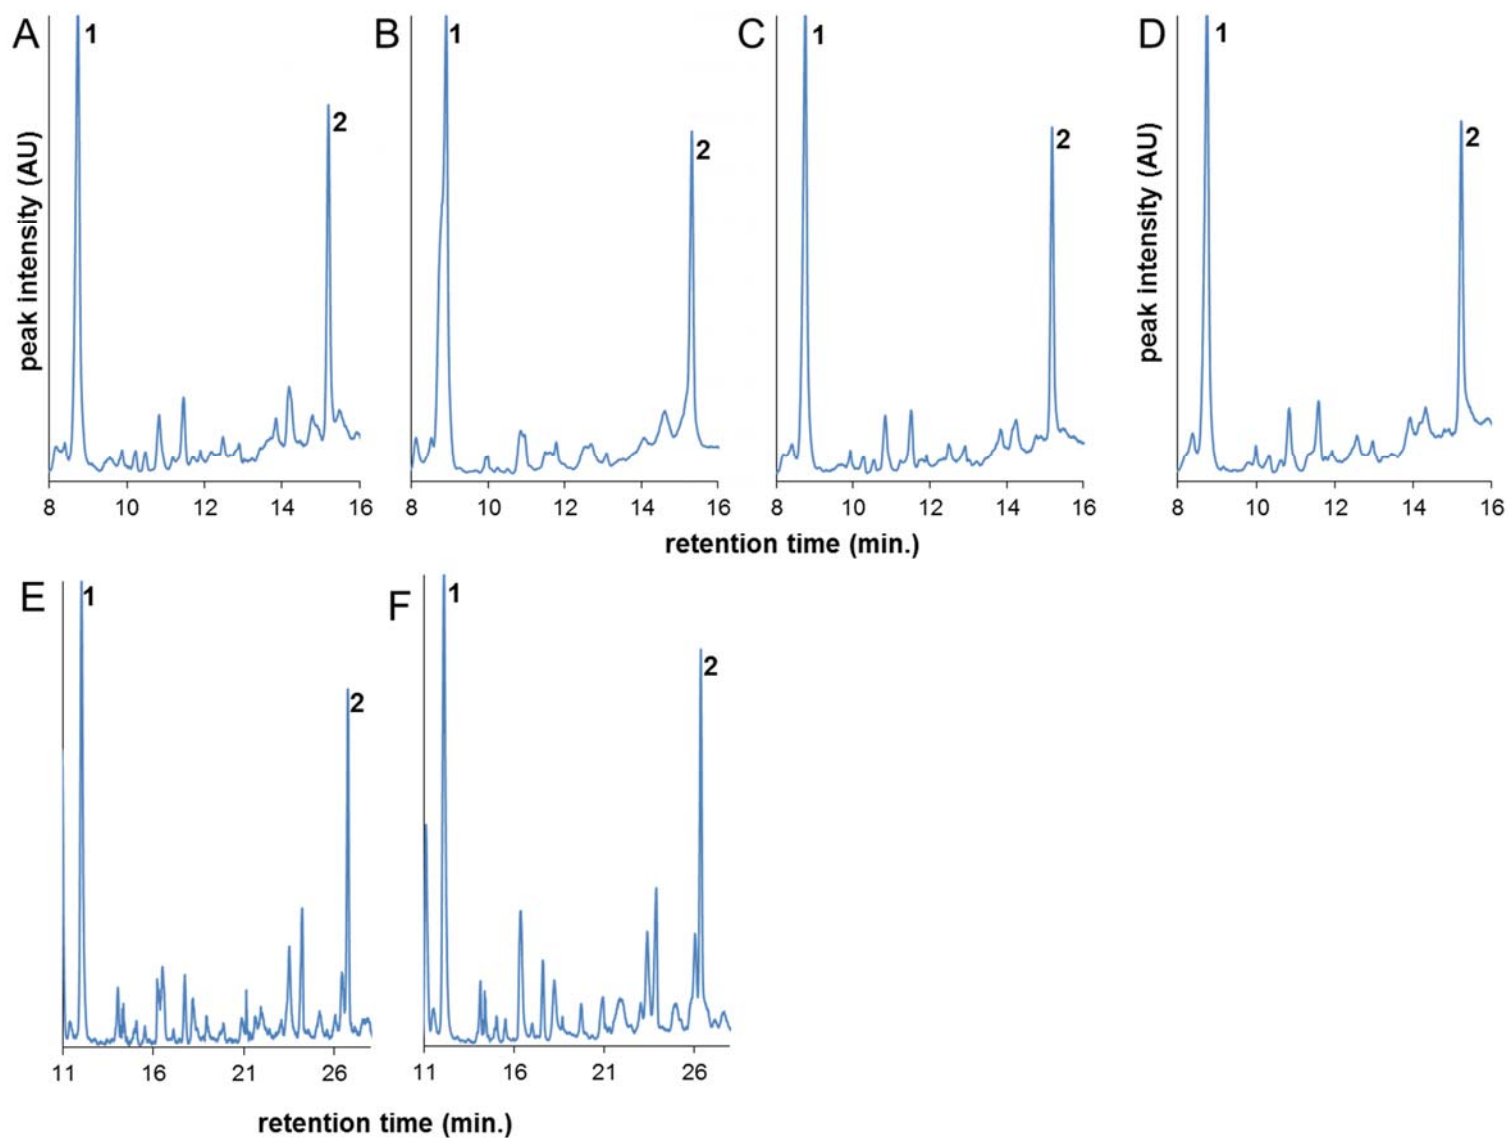 A 1 2 peak intensity (AU) 8 10 12 14 16
B 1 2 8 10 12 14 16
C 1 2 8 10 12 14 16
D 1 2 peak intensity (AU) 8 10 12 14 16
retention time (min.)
E 1 2 11 16 21 26
F 1 2 11 16 21 26
retention time (min.)